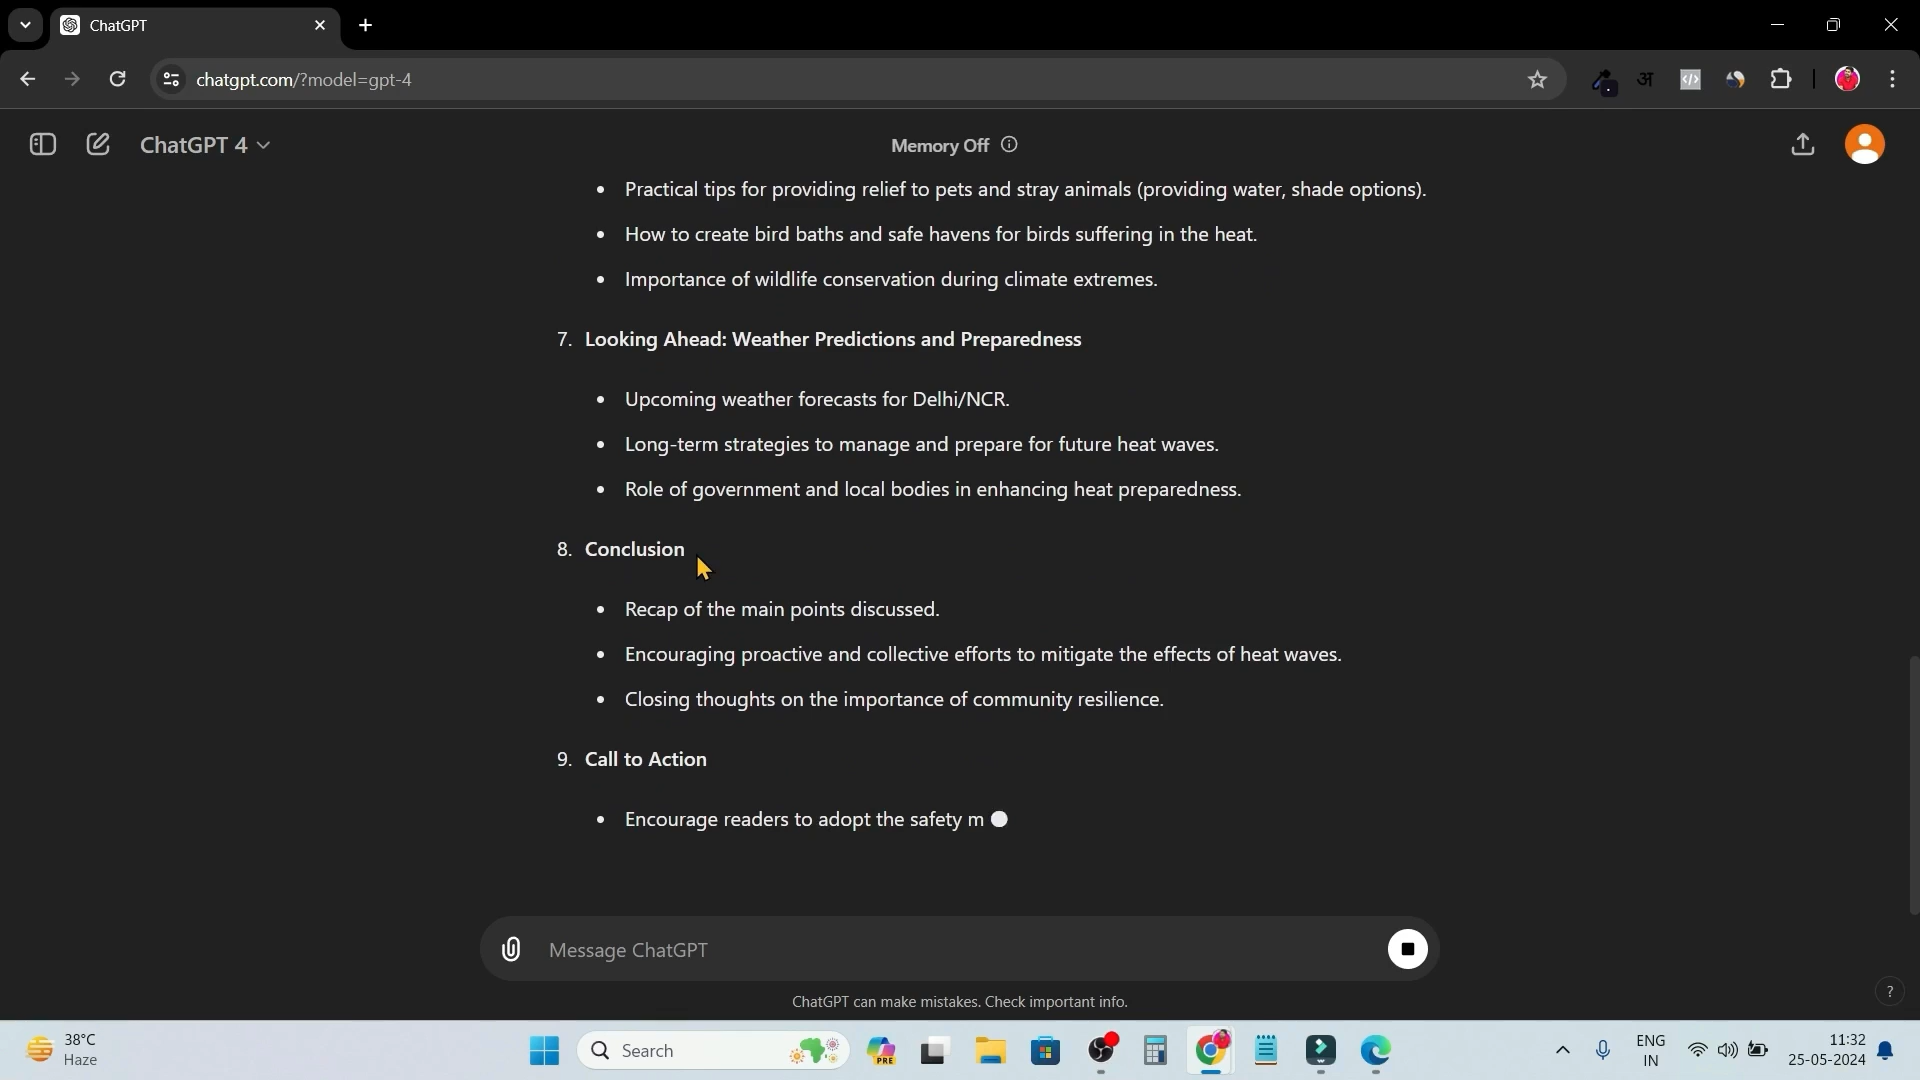 ChatGPT
chatgpt.com/?model=gpt-4
अ
ChatGPT 4
Memory Off
• Practical tips for providing relief to pets and stray animals (providing water, shade options).
• How to create bird baths and safe havens for birds suffering in the heat.
• Importance of wildlife conservation during climate extremes.
7. Looking Ahead: Weather Predictions and Preparedness
• Upcoming weather forecasts for Delhi/NCR.
• Long-term strategies to manage and prepare for future heat waves.
• Role of government and local bodies in enhancing heat preparedness.
8. Conclusion
• Recap of the main points discussed.
• Encouraging proactive and collective efforts to mitigate the effects of heat waves.
• Closing thoughts on the importance of community resilience.
9. Call to Action
• Encourage readers to adopt the safety m
Message ChatGPT
ChatGPT can make mistakes. Check important info.
?
38°C
Haze
Search
PRE
ENG
IN
11:32
25-05-2024